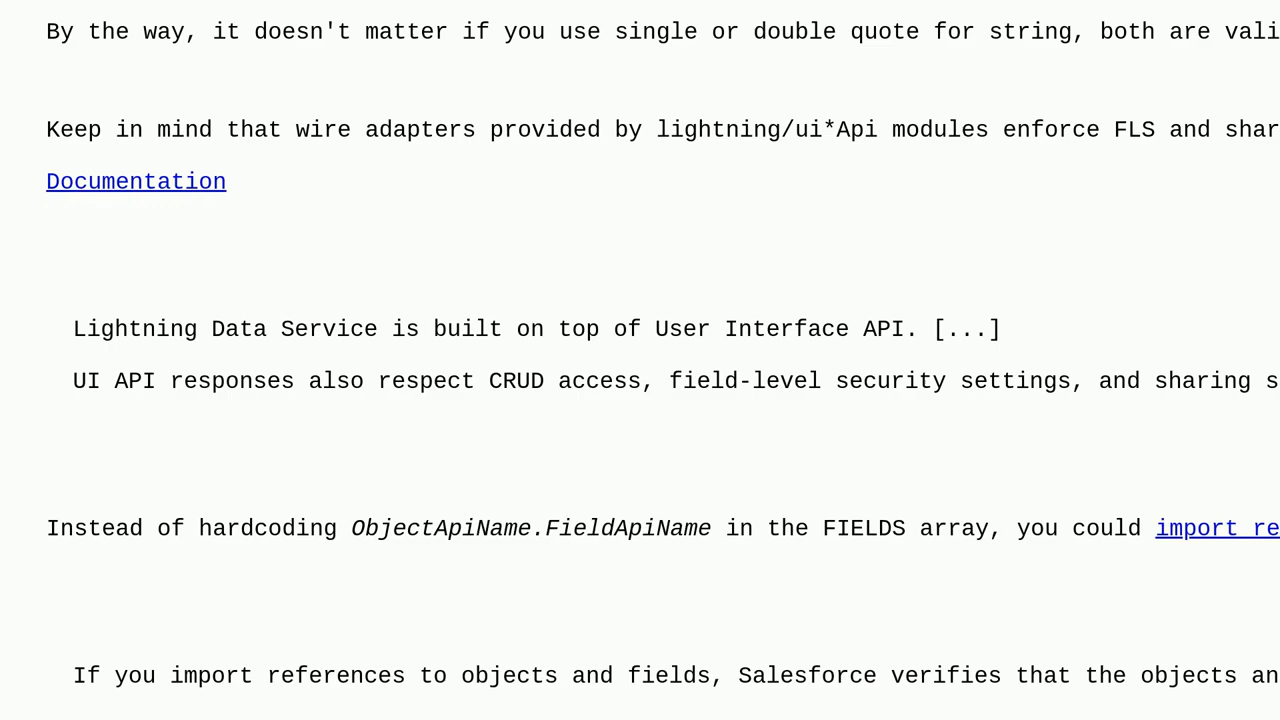 By the way, it doesn't matter if you use single or double quote for string, both are vali
Keep in mind that wire adapters provided by lightning/ui*Api modules enforce FLS and shar
Documentation
Lightning Data Service is built on top of User Interface API. [...]
UI API responses also respect CRUD access, field-level security settings, and sharing s
Instead of hardcoding ObjectApiName.FieldApiName in the FIELDS array, you could import re
If you import references to objects and fields, Salesforce verifies that the objects an